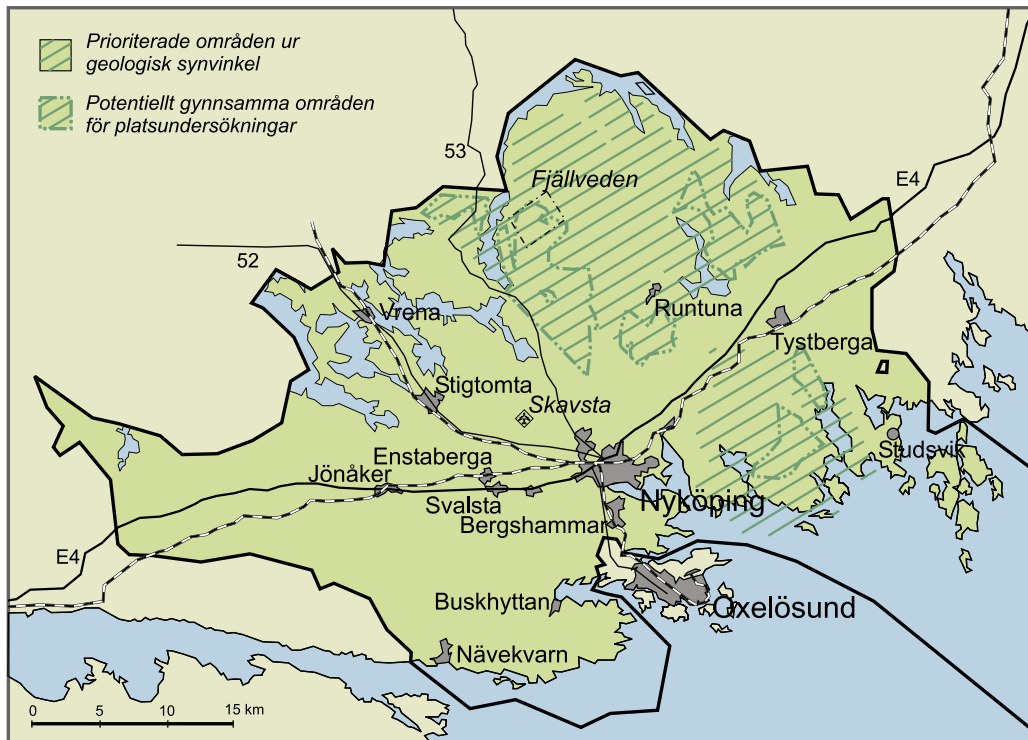 Prioriterade områden ur
geologisk synvinkel
Potentiellt gynnsamma områden
för platsundersökningar
53
E4
Fjällveden
52
Vrena
Runtuna
Tystberga
Stigtomta
Skavsta
Studsvik
Enstaberga
Jönåker
Svalsta
Nyköping
Bergshammar
E4
Buskhyttan
Oxelösund
Nävekvarn
0 5 10 15 km